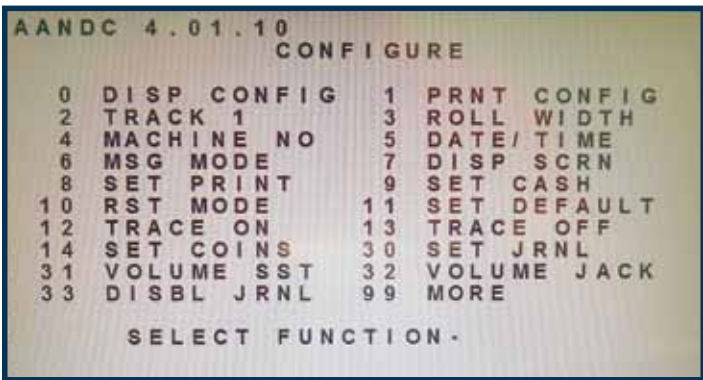 AANDC 4.01.10
CONFIGURE
0 DISP CONFIG 1 PRNT CONFIG
2 TRACK 1 3 ROLL WIDTH
4 MACHINE NO 5 DATE/TIME
6 MSG MODE 7 DISP SCRN
8 SET PRINT 9 SET CASH
10 RST MODE 11 SET DEFAULT
12 TRACE ON 13 TRACE OFF
14 SET COINS 30 SET JRNL
31 VOLUME SST 32 VOLUME JACK
33 DISBL JRNL 99 MORE
SELECT FUNCTION-